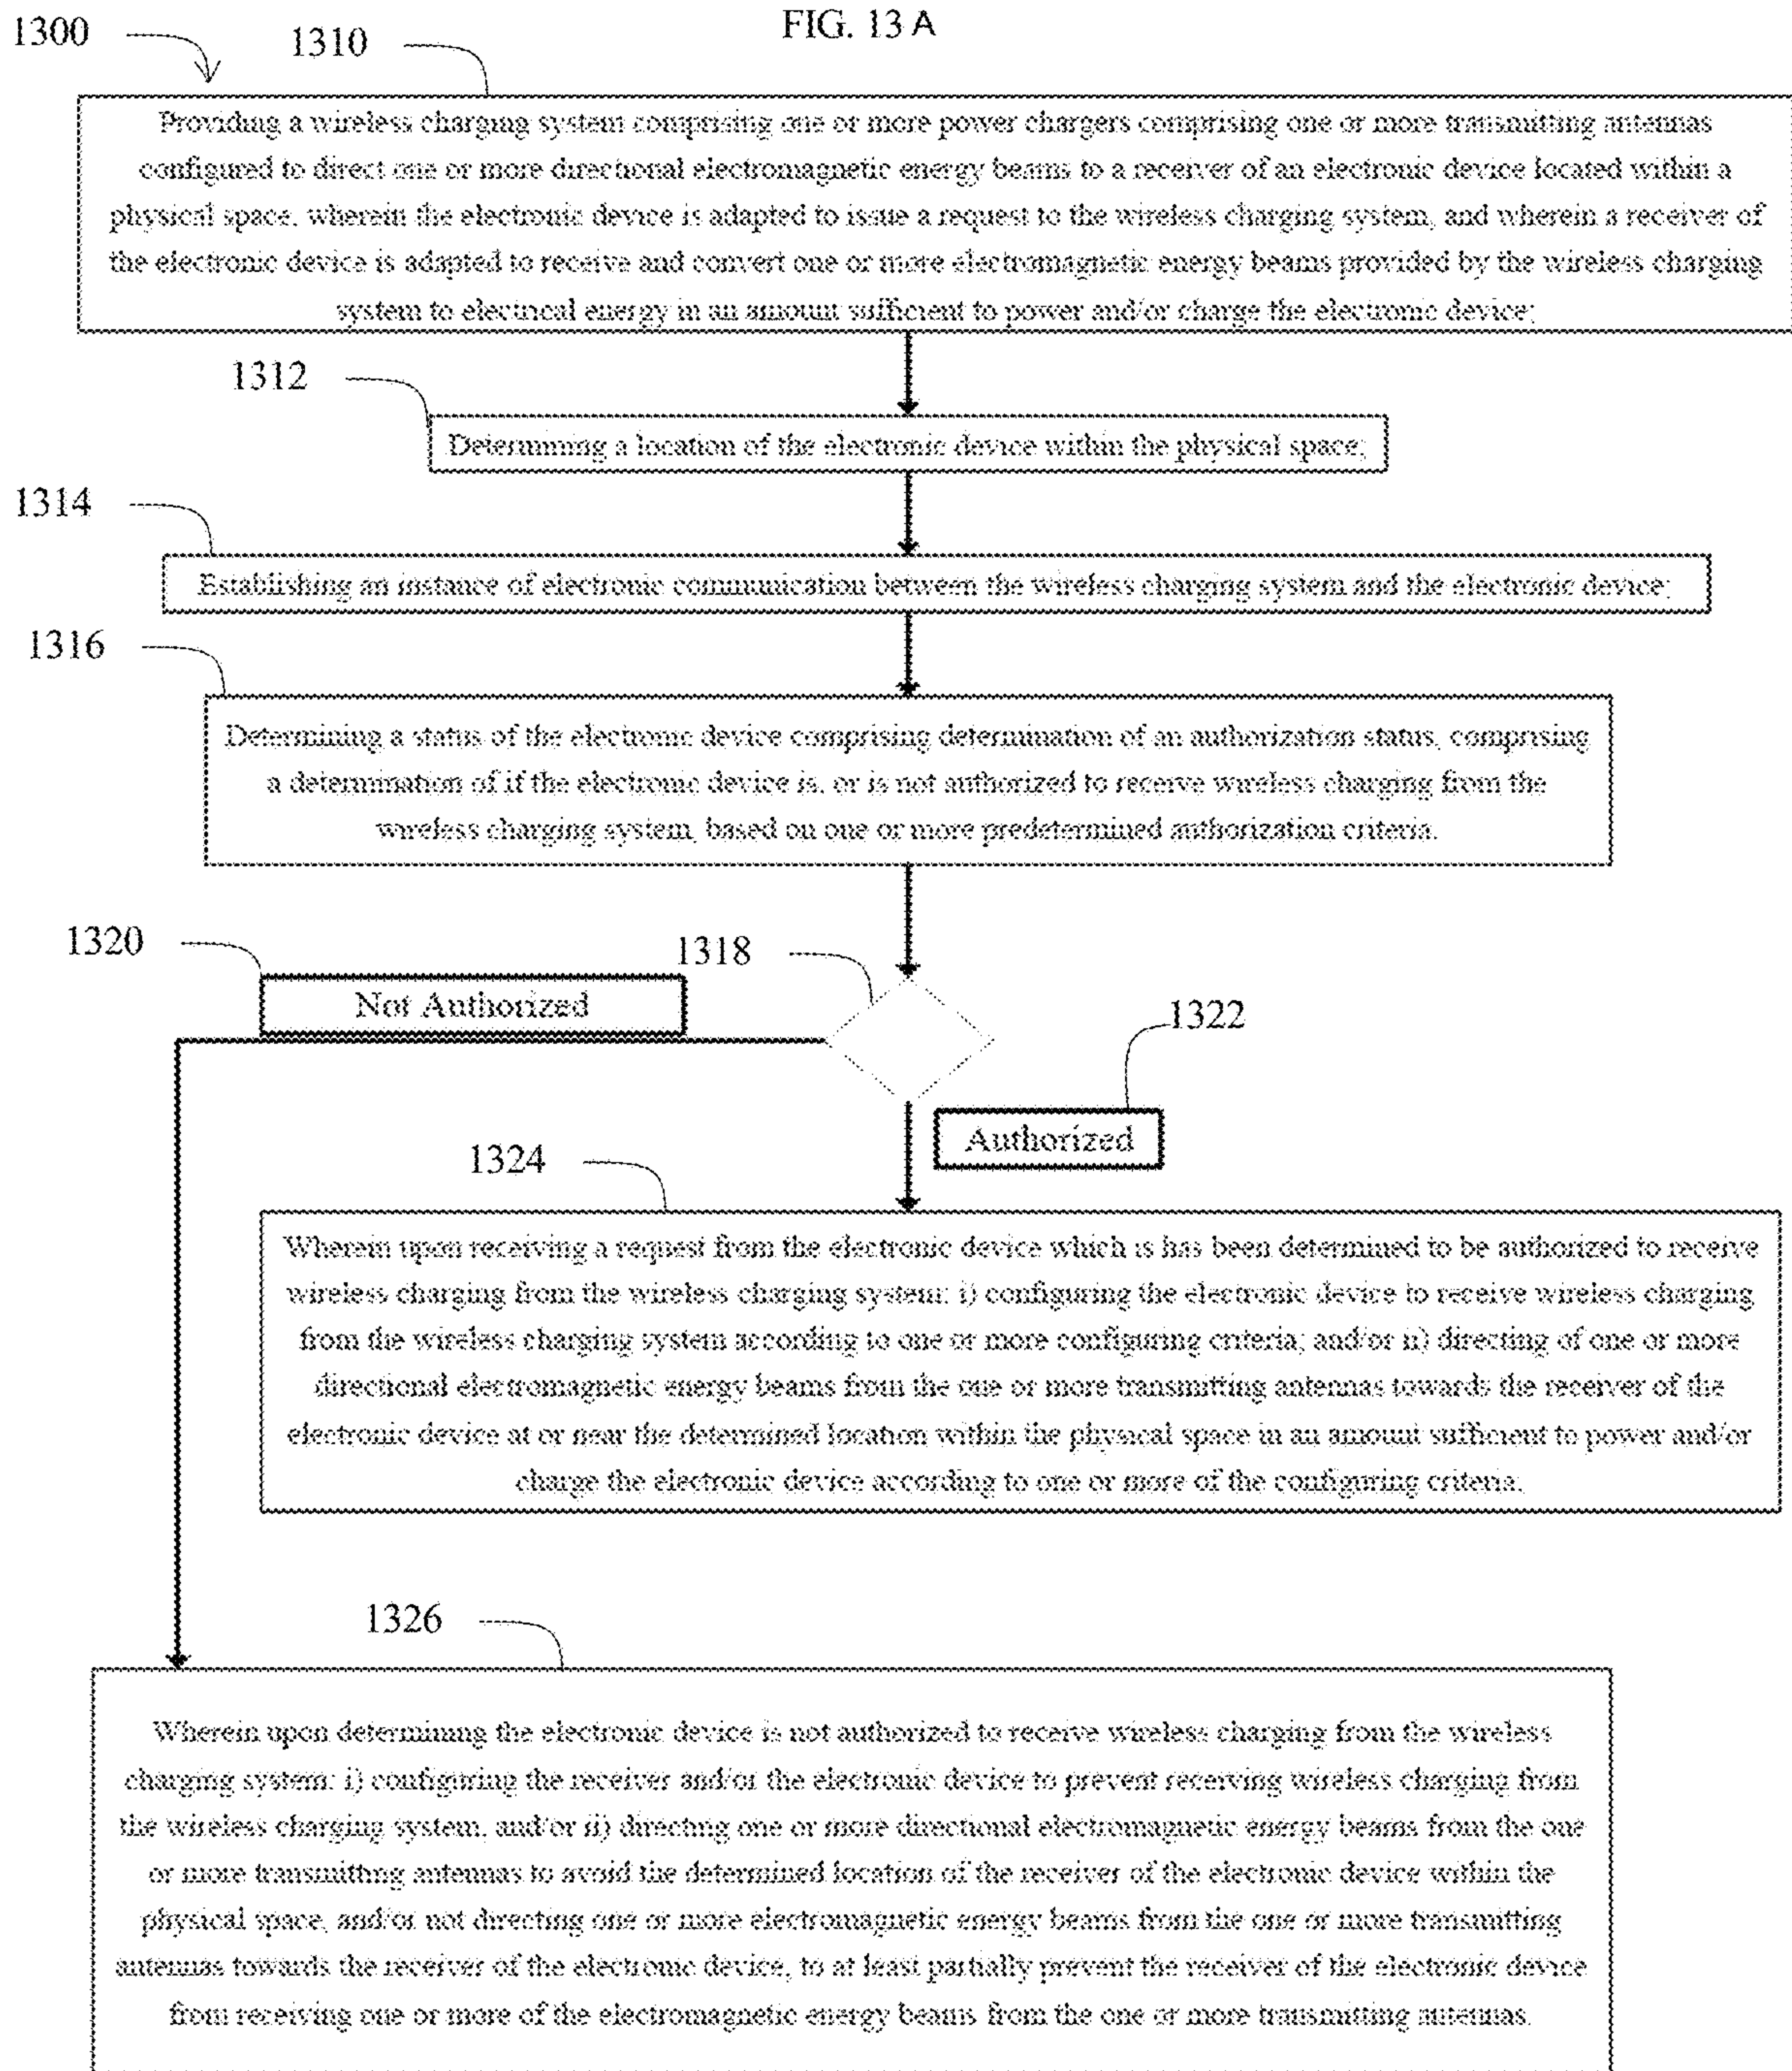 FIG. 13 A
1300
1310
Providing a wireless charging system comprising one or more power chargers comprising one or more transmitting antennas
configured to direct one or more directional electromagnetic energy beams to a receiver of an electronic device located within a
physical space, wherein the electronic device is adapted to issue a request to the wireless charging system, and wherein a receiver of
the electronic device is adapted to receive and convert one or more electromagnetic energy beams provided by the wireless charging
system to electrical energy in an amount sufficient to power and/or charge the electronic device;
1312
Determining a location of the electronic device within the physical space;
1314
Establishing an instance of electronic communication between the wireless charging system and the electronic device;
1316
Determining a status of the electronic device comprising determination of an authorization status, comprising
a determination of if the electronic device is, or is not authorized to receive wireless charging from the
wireless charging system, based on one or more predetermined authorization criteria.
1320
1318
Not Authorized
1322
Authorized
1324
Wherein upon receiving a request from the electronic device which is has been determined to be authorized to receive
wireless charging from the wireless charging system: i) configuring the electronic device to receive wireless charging
from the wireless charging system according to one or more configuring criteria; and/or ii) directing of one or more
directional electromagnetic energy beams from the one or more transmitting antennas towards the receiver of the
electronic device at or near the determined location within the physical space in an amount sufficient to power and/or
charge the electronic device according to one or more of the configuring criteria;
1326
Wherein upon determining the electronic device is not authorized to receive wireless charging from the wireless
charging system: i) configuring the receiver and/or the electronic device to prevent receiving wireless charging from
the wireless charging system, and/or ii) directing one or more directional electromagnetic energy beams from the one
or more transmitting antennas to avoid the determined location of the receiver of the electronic device within the
physical space, and/or not directing one or more electromagnetic energy beams from the one or more transmitting
antennas towards the receiver of the electronic device, to at least partially prevent the receiver of the electronic device
from receiving one or more of the electromagnetic energy beams from the one or more transmitting antennas.